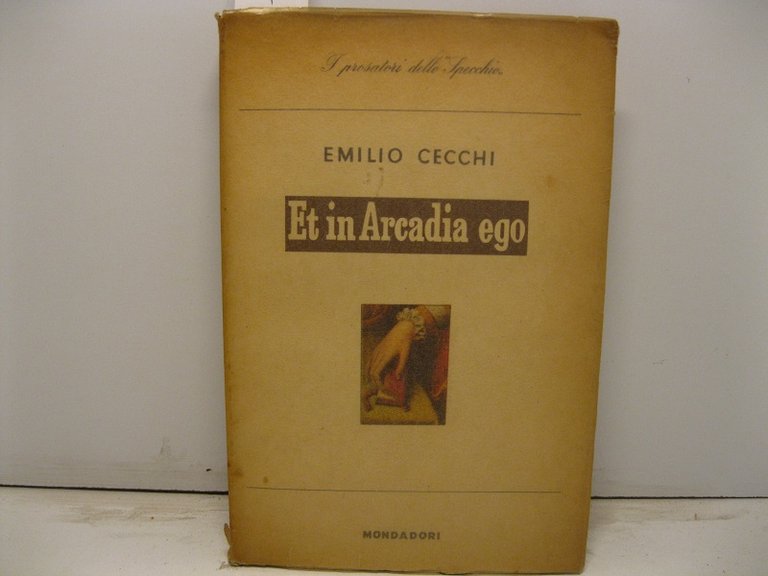 I prosatori dello Specchio
EMILIO CECCHI
Et in Arcadia ego
MONDADORI